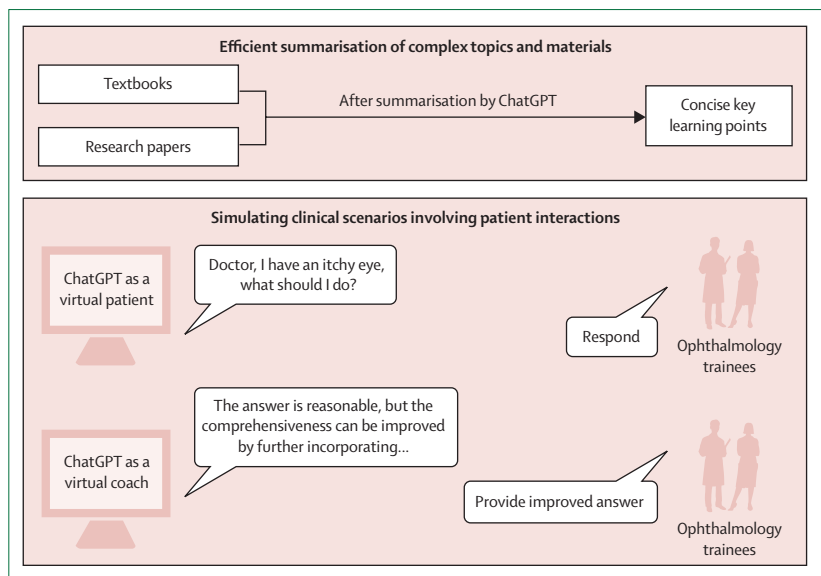 Efficient summarisation of complex topics and materials
Textbooks
Research papers
After summarisation by ChatGPT
Concise key
learning points
Simulating clinical scenarios involving patient interactions
ChatGPT as a
virtual patient
Doctor, I have an itchy eye,
what should I do?
Respond
Ophthalmology
trainees
ChatGPT as a
virtual coach
The answer is reasonable, but the
comprehensiveness can be improved
by further incorporating...
Provide improved answer
Ophthalmology
trainees